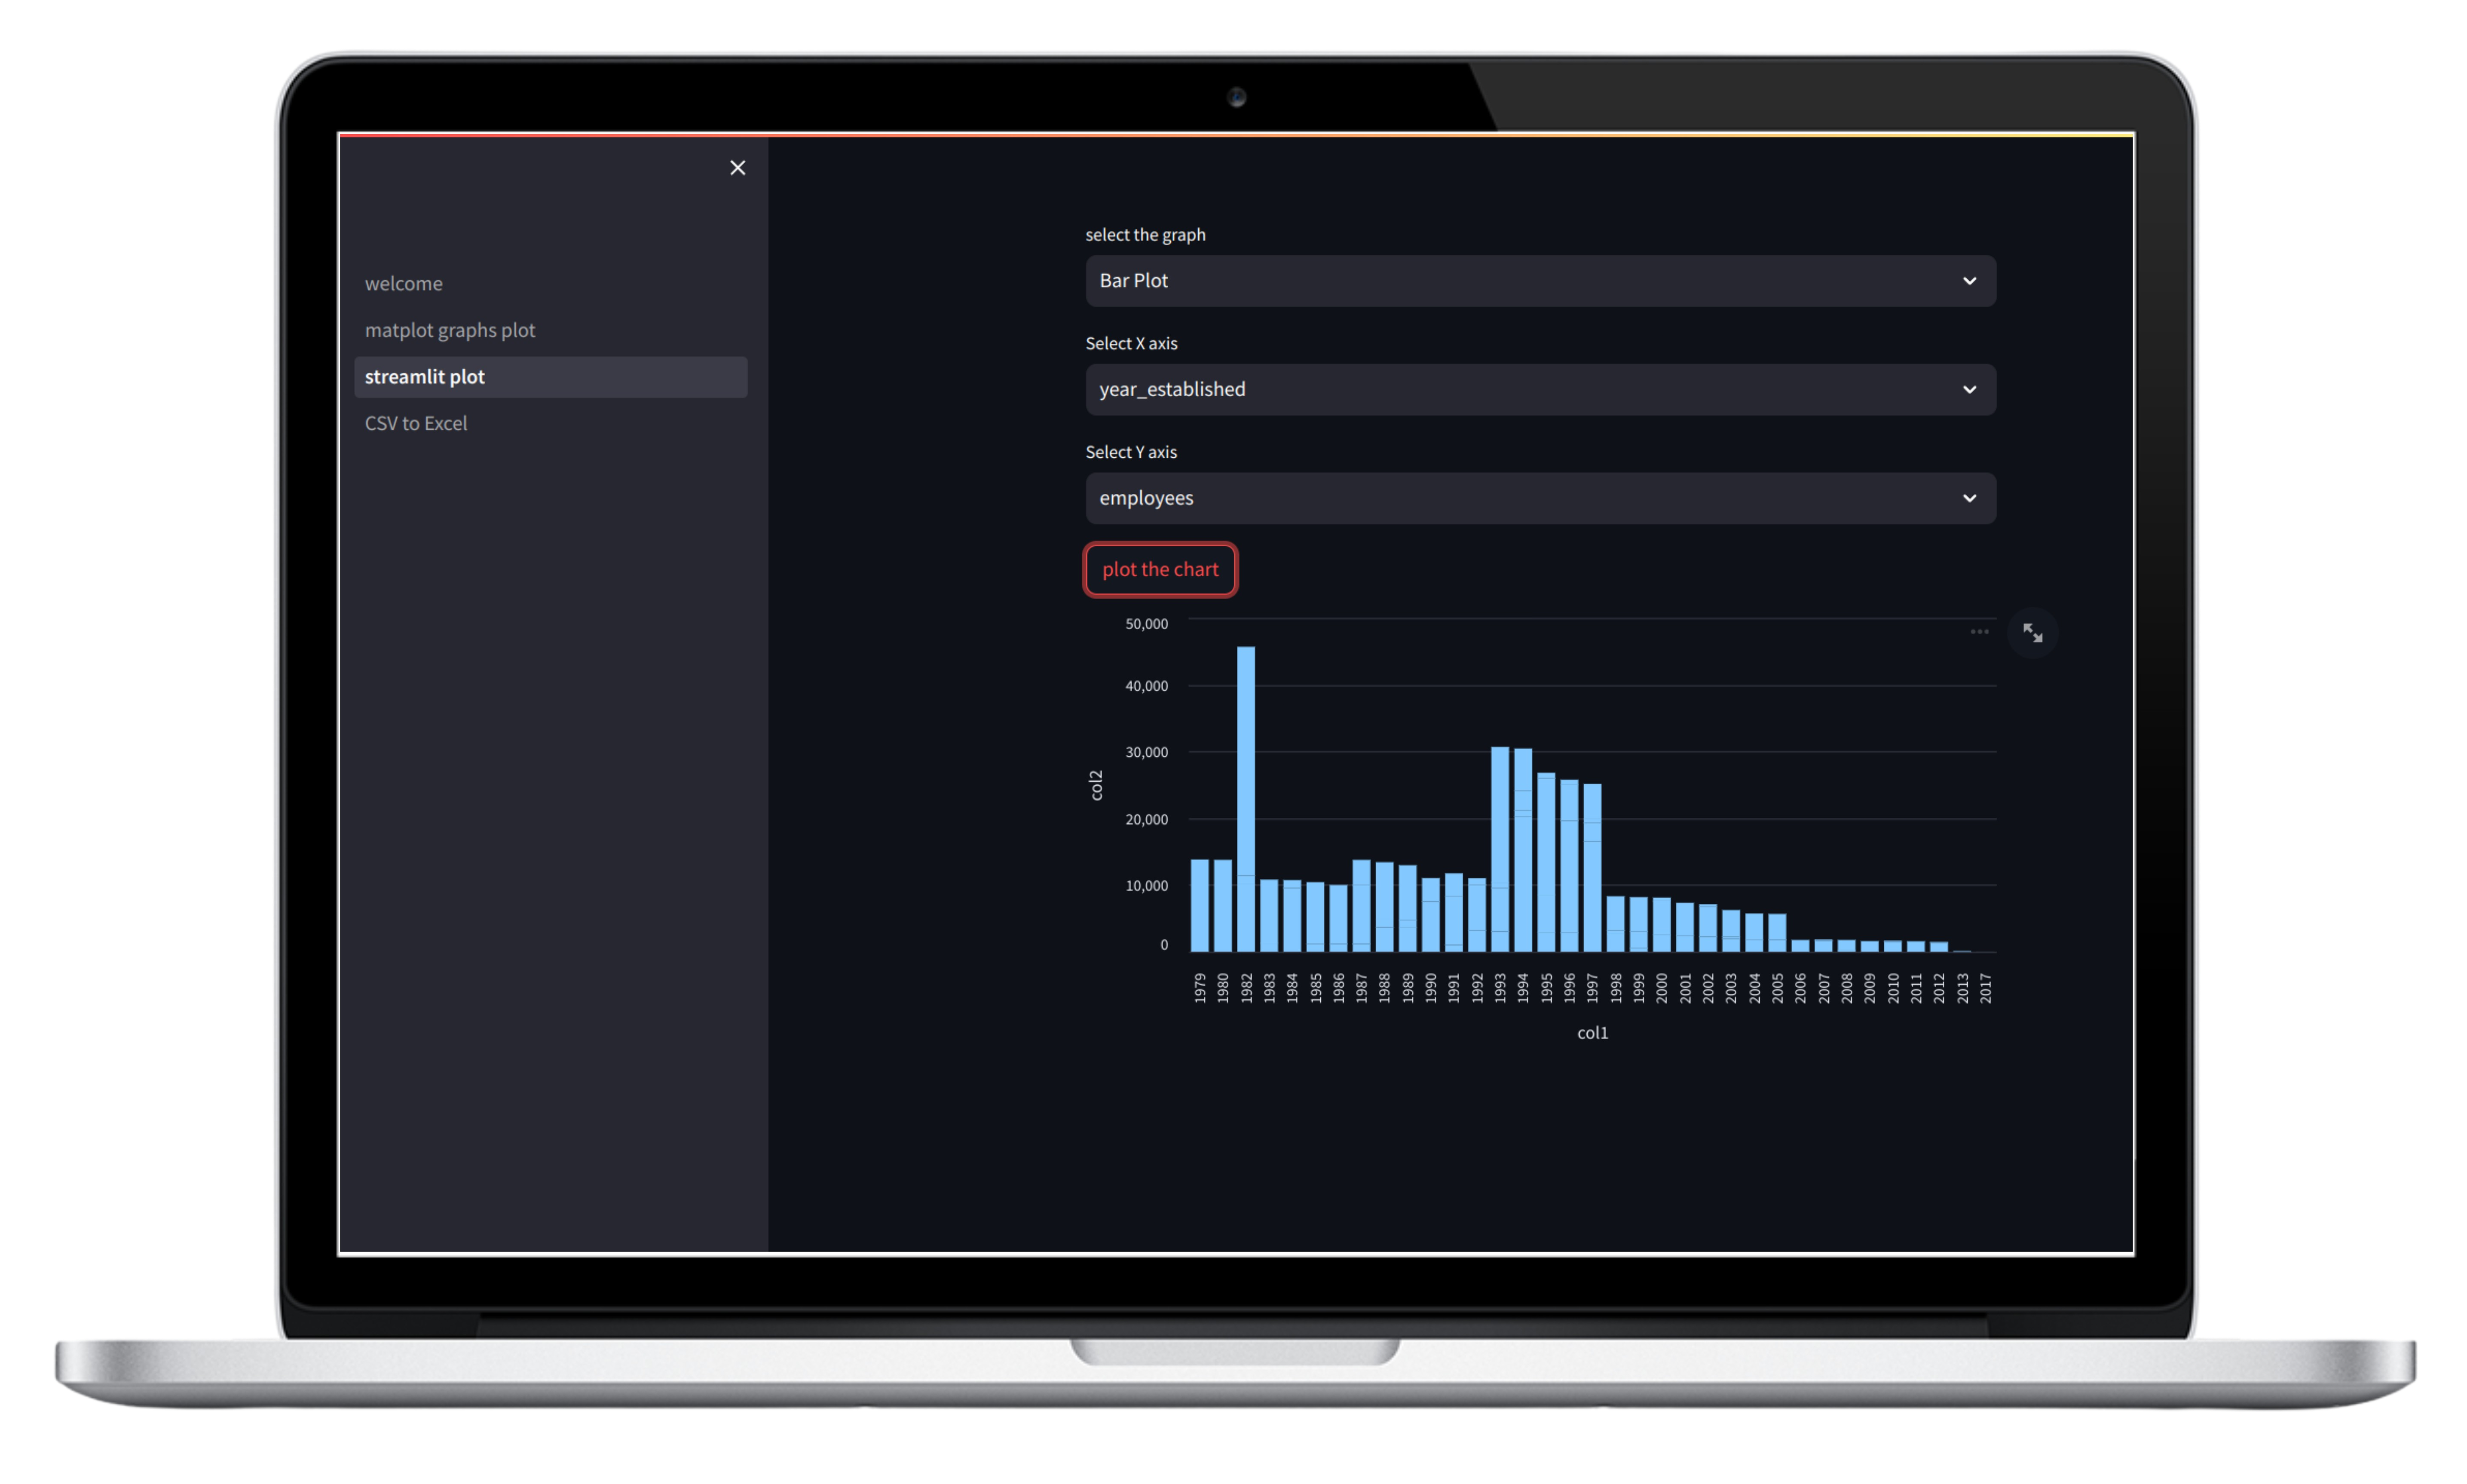 welcome
matplot graphs plot
streamlit plot
CSV to Excel
select the graph
Bar Plot
Select X axis
year_established
Select Y axis
employees
plot the chart
50,000
40,000
30,000
20,000
10,000
0
col2
1979 1980 1982 1983 1984 1985 1986 1987 1988 1989 1990 1991 1992 1993 1994 1995 1996 1997 1998 1999 2000 2001 2002 2003 2004 2005 2006 2007 2008 2009 2010 2011 2012 2013 2017
col1